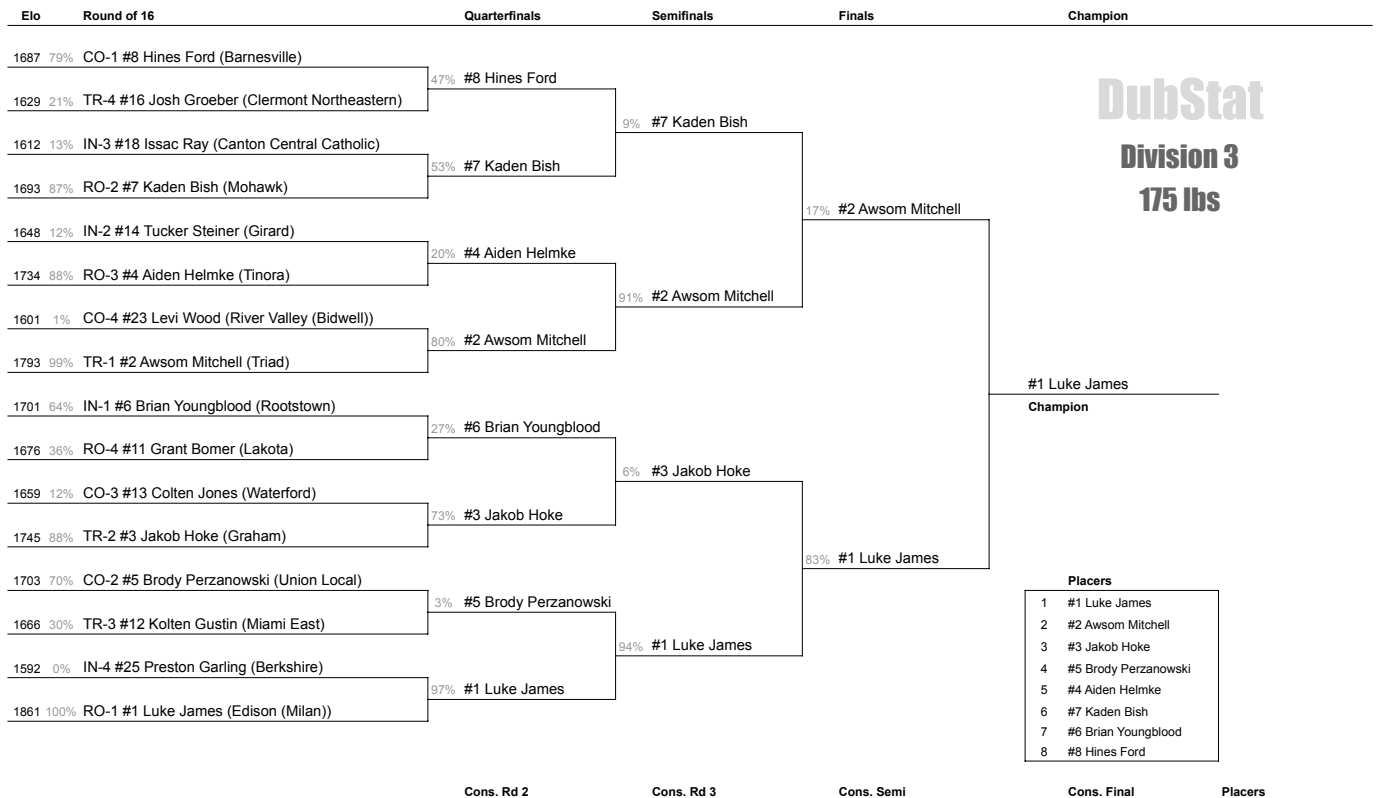 Elo Round of 16 Quarterfinals Semifinals Finals Champion
1687 79% CO-1 #8 Hines Ford (Barnesville)
47% #8 Hines Ford
1629 21% TR-4 #16 Josh Groeber (Clermont Northeastern)
9% #7 Kaden Bish
1612 13% IN-3 #18 Issac Ray (Canton Central Catholic)
53% #7 Kaden Bish
1693 87% RO-2 #7 Kaden Bish (Mohawk)
DubStat
Division 3
175 lbs
17% #2 Awsom Mitchell
1648 12% IN-2 #14 Tucker Steiner (Girard)
20% #4 Aiden Helmke
1734 88% RO-3 #4 Aiden Helmke (Tinora)
91% #2 Awsom Mitchell
1601 1% CO-4 #23 Levi Wood (River Valley (Bidwell))
80% #2 Awsom Mitchell
1793 99% TR-1 #2 Awsom Mitchell (Triad)
#1 Luke James
Champion
1701 64% IN-1 #6 Brian Youngblood (Rootstown)
27% #6 Brian Youngblood
1676 36% RO-4 #11 Grant Bomer (Lakota)
6% #3 Jakob Hoke
1659 12% CO-3 #13 Colten Jones (Waterford)
73% #3 Jakob Hoke
1745 88% TR-2 #3 Jakob Hoke (Graham)
83% #1 Luke James
1703 70% CO-2 #5 Brody Perzanowski (Union Local)
3% #5 Brody Perzanowski
1666 30% TR-3 #12 Kolten Gustin (Miami East)
94% #1 Luke James
1592 0% IN-4 #25 Preston Garling (Berkshire)
97% #1 Luke James
1861 100% RO-1 #1 Luke James (Edison (Milan))
Placers
1 #1 Luke James
2 #2 Awsom Mitchell
3 #3 Jakob Hoke
4 #5 Brody Perzanowski
5 #4 Aiden Helmke
6 #7 Kaden Bish
7 #6 Brian Youngblood
8 #8 Hines Ford
Cons. Rd 2 Cons. Rd 3 Cons. Semi Cons. Final Placers